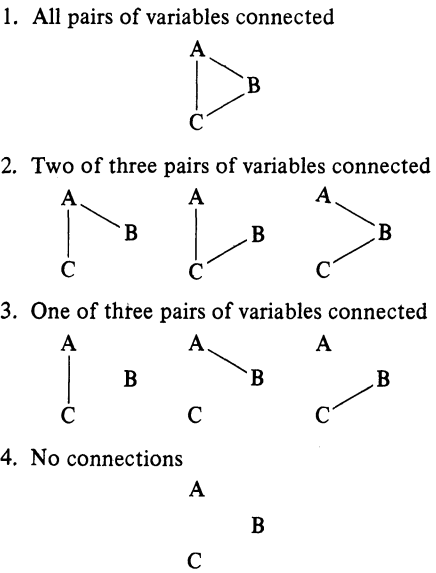 1. All pairs of variables connected
A
B
C
2. Two of three pairs of variables connected
A A A
B B B
C C C
3. One of three pairs of variables connected
A A A
B B B
C C C
4. No connections
A
B
C